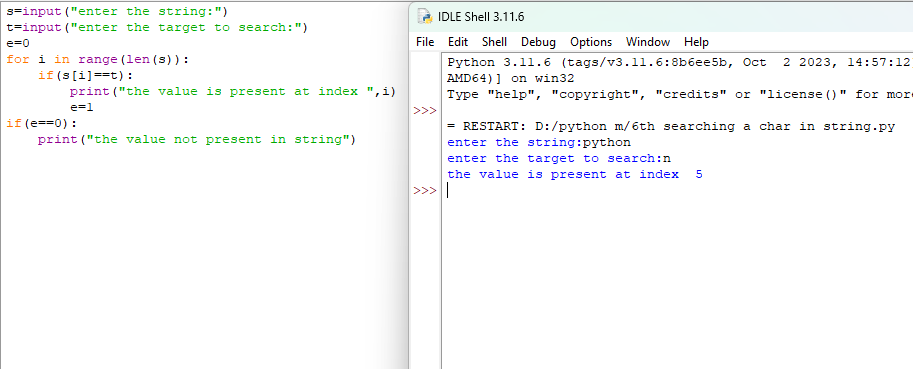 s=input("enter the string:")
t=input("enter the target to search:")
e=0
for i in range(len(s)):
    if(s[i]==t):
        print("the value is present at index ",i)
        e=1
if(e==0):
    print("the value not present in string")
IDLE Shell 3.11.6
File Edit Shell Debug Options Window Help
Python 3.11.6 (tags/v3.11.6:8b6ee5b, Oct  2 2023, 14:57:12
AMD64)] on win32
Type "help", "copyright", "credits" or "license()" for more
>>>
= RESTART: D:/python m/6th searching a char in string.py
enter the string:python
enter the target to search:n
the value is present at index  5
>>>